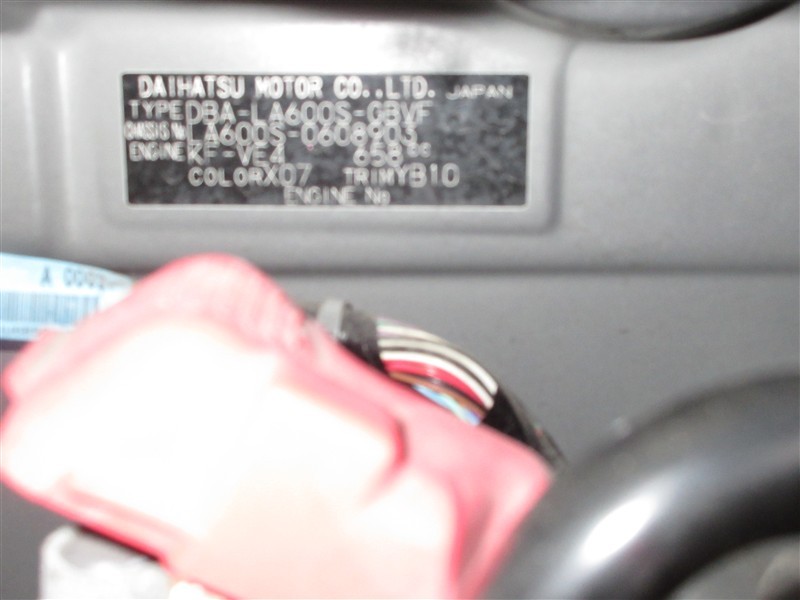 DAIHATSU MOTOR CO.,LTD. JAPAN
TYPE DBA-LA600S-GBVF
CHASSIS No LA600S-0608903
ENGINE KF-VE4 658cc
COLOR X07 TRIM YB10
ENGINE No
A 000